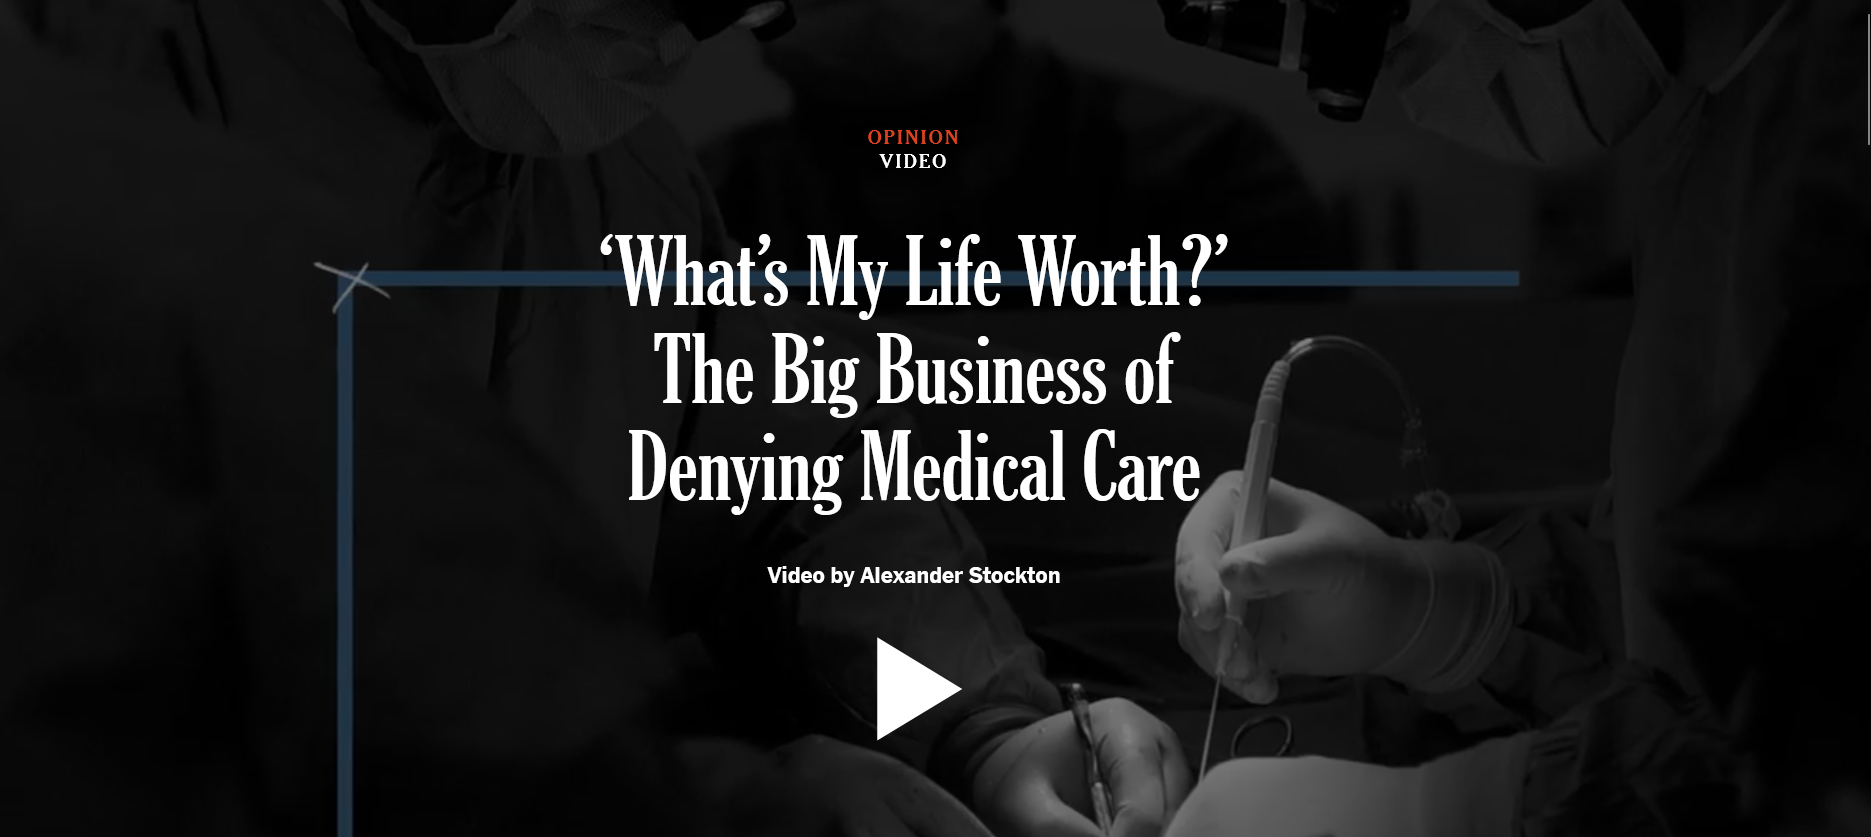 OPINION
VIDEO
‘What’s My Life Worth?’
The Big Business of
Denying Medical Care
Video by Alexander Stockton